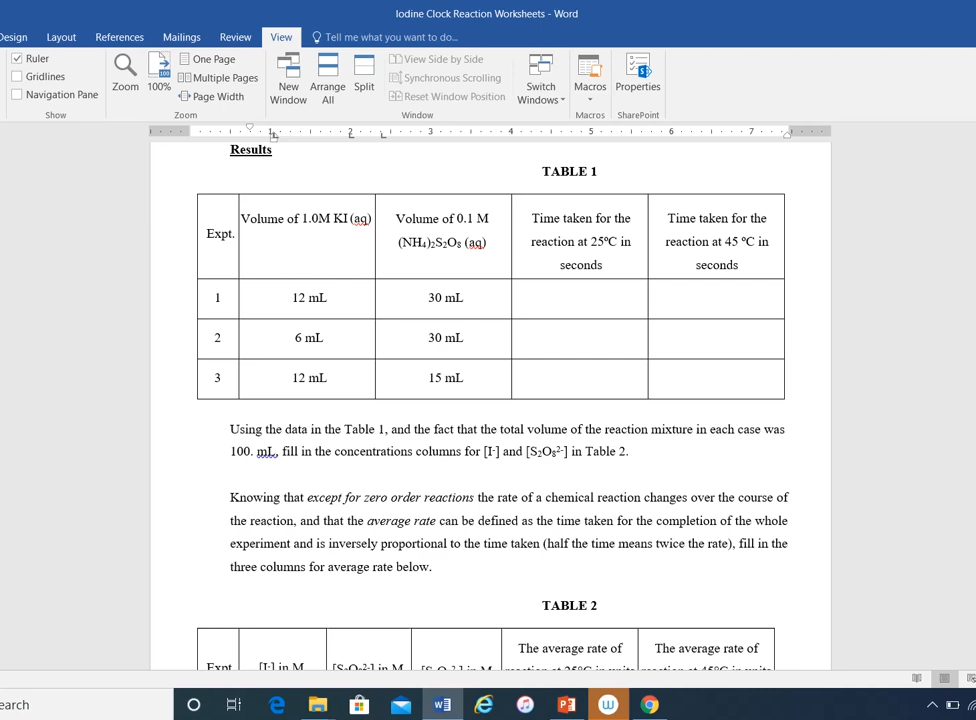 Iodine Clock Reaction Worksheets - Word
Design Layout References Mailings Review View Tell me what you want to do...
Ruler
Gridlines
Navigation Pane
Show
Zoom
100%
One Page
Multiple Pages
Page Width
Zoom
New Window
Arrange All
Split
View Side by Side
Synchronous Scrolling
Reset Window Position
Window
Switch Windows
Macros
Macros
Properties
SharePoint
1 2 3 4 5 6 7
Results
TABLE 1
Expt. Volume of 1.0M KI (aq) Volume of 0.1 M (NH₄)₂S₂O₈ (aq) Time taken for the reaction at 25ºC in seconds Time taken for the reaction at 45 ºC in seconds
1 12 mL 30 mL
2 6 mL 30 mL
3 12 mL 15 mL
Using the data in the Table 1, and the fact that the total volume of the reaction mixture in each case was
100. mL, fill in the concentrations columns for [I⁻] and [S₂O₈²⁻] in Table 2.
Knowing that except for zero order reactions the rate of a chemical reaction changes over the course of
the reaction, and that the average rate can be defined as the time taken for the completion of the whole
experiment and is inversely proportional to the time taken (half the time means twice the rate), fill in the
three columns for average rate below.
TABLE 2
The average rate of The average rate of
Expt [I⁻] in M